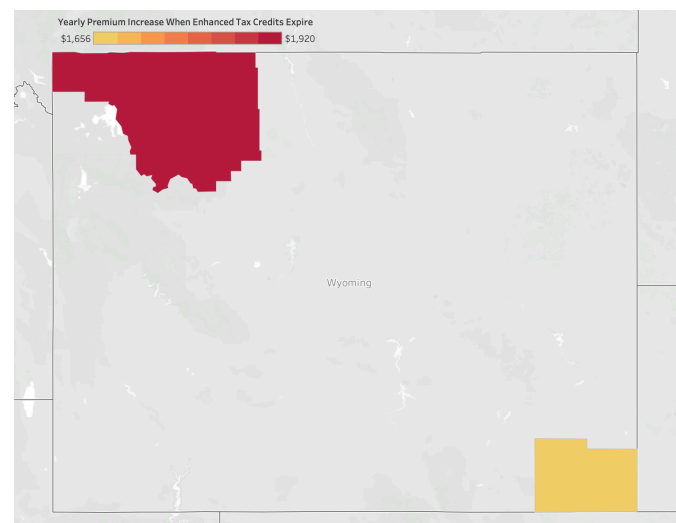 Yearly Premium Increase When Enhanced Tax Credits Expire
$1,656 $1,920
Wyoming